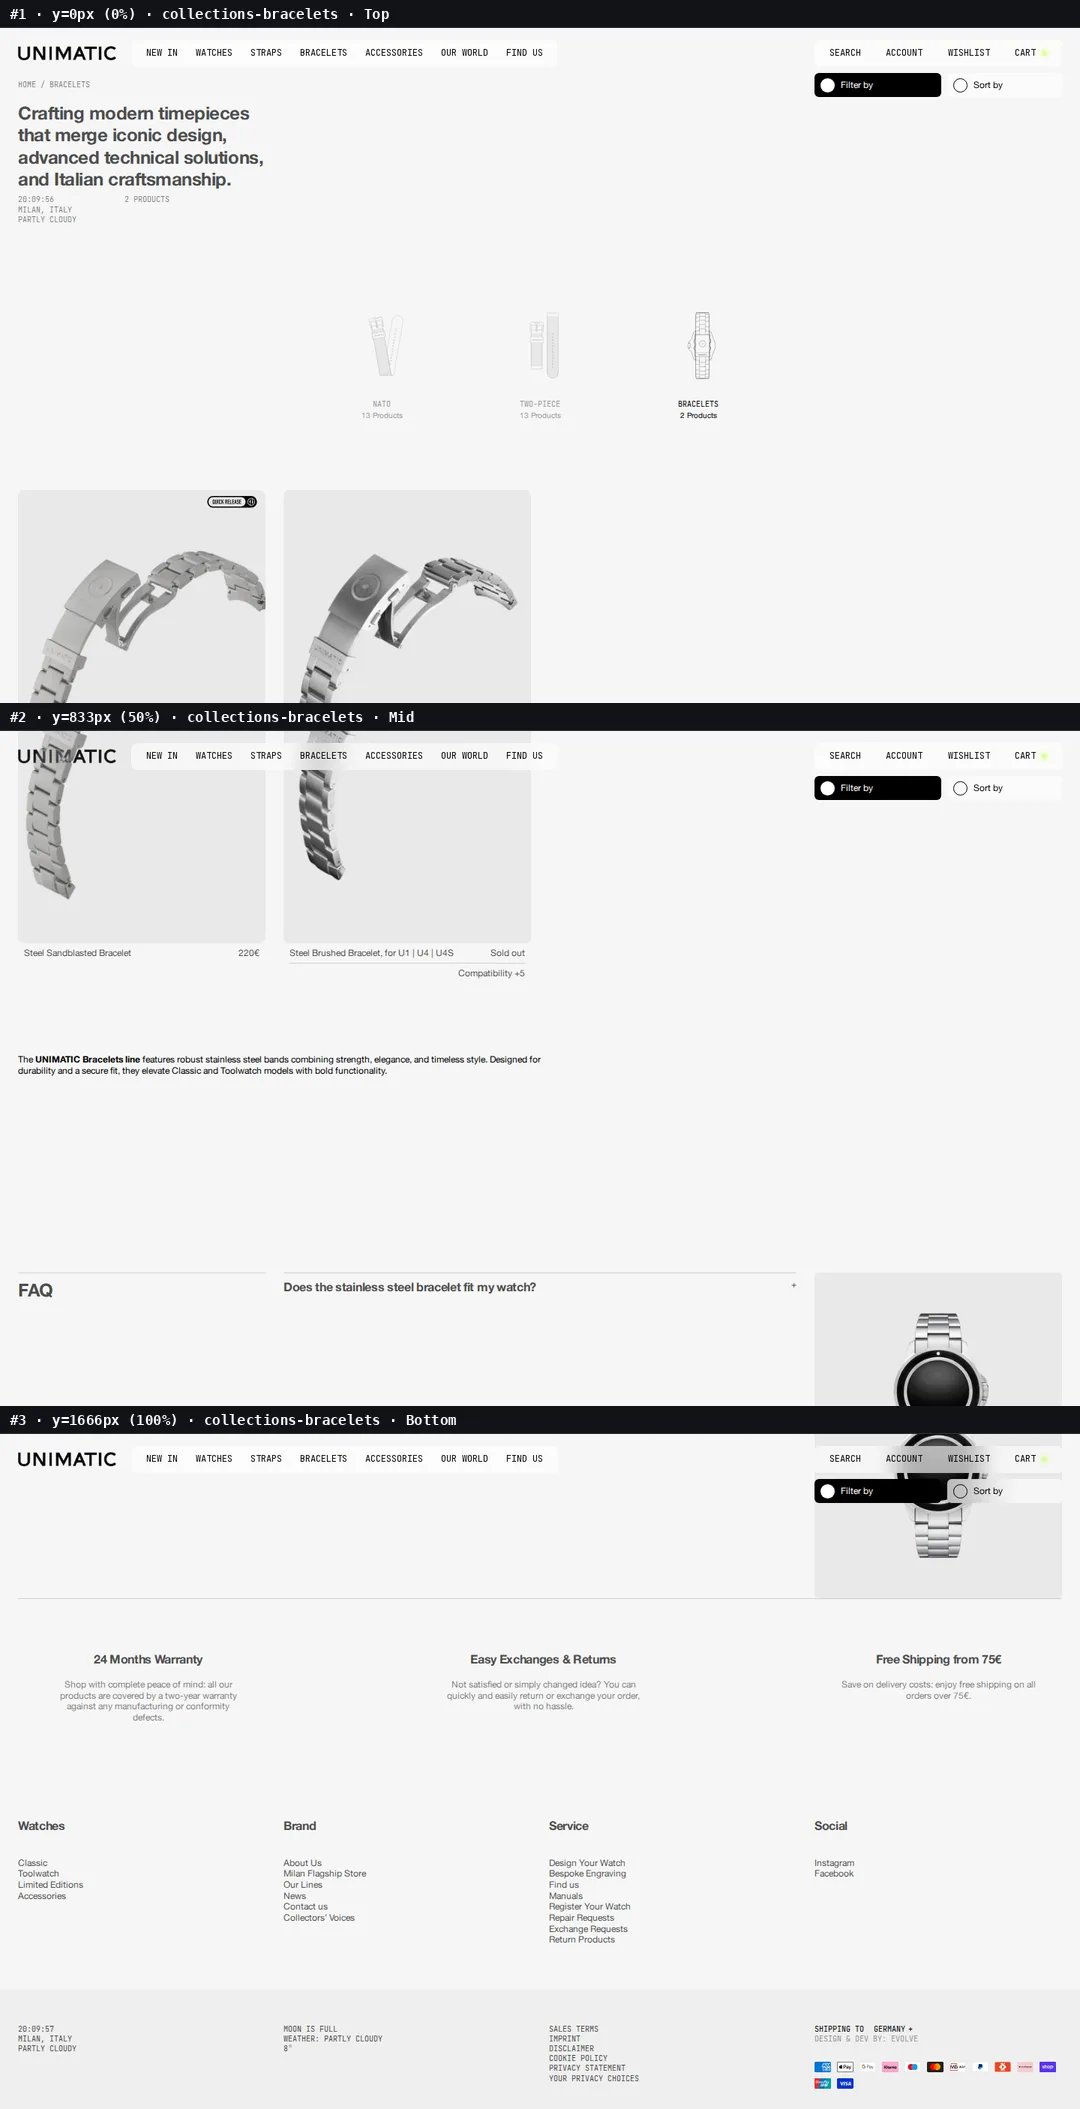 #1 · y=0px (0%) · collections-bracelets · Top
UNIMATIC
NEW IN WATCHES STRAPS BRACELETS ACCESSORIES OUR WORLD FIND US
SEARCH ACCOUNT WISHLIST CART
Filter by Sort by
HOME / BRACELETS
Crafting modern timepieces
that merge iconic design,
advanced technical solutions,
and Italian craftsmanship.
20:09:56 2 PRODUCTS
MILAN, ITALY
PARTLY CLOUDY
NATO TWO-PIECE BRACELETS
13 Products 13 Products 2 Products
QUICK RELEASE
UNIMATIC
#2 · y=833px (50%) · collections-bracelets · Mid
UNIMATIC
NEW IN WATCHES STRAPS BRACELETS ACCESSORIES OUR WORLD FIND US
SEARCH ACCOUNT WISHLIST CART
Filter by Sort by
Steel Sandblasted Bracelet 220€
Steel Brushed Bracelet, for U1 | U4 | U4S Sold out
Compatibility +5
The UNIMATIC Bracelets line features robust stainless steel bands combining strength, elegance, and timeless style. Designed for
durability and a secure fit, they elevate Classic and Toolwatch models with bold functionality.
FAQ
Does the stainless steel bracelet fit my watch? +
#3 · y=1666px (100%) · collections-bracelets · Bottom
UNIMATIC
NEW IN WATCHES STRAPS BRACELETS ACCESSORIES OUR WORLD FIND US
SEARCH ACCOUNT WISHLIST CART
Filter by Sort by
24 Months Warranty
Shop with complete peace of mind: all our
products are covered by a two-year warranty
against any manufacturing or conformity
defects.
Easy Exchanges & Returns
Not satisfied or simply changed idea? You can
quickly and easily return or exchange your order,
with no hassle.
Free Shipping from 75€
Save on delivery costs: enjoy free shipping on all
orders over 75€.
Watches
Classic
Toolwatch
Limited Editions
Accessories
Brand
About Us
Milan Flagship Store
Our Lines
News
Contact us
Collectors' Voices
Service
Design Your Watch
Bespoke Engraving
Find us
Manuals
Register Your Watch
Repair Requests
Exchange Requests
Return Products
Social
Instagram
Facebook
20:09:57
MILAN, ITALY
PARTLY CLOUDY
MOON IS FULL
WEATHER: PARTLY CLOUDY
8°
SALES TERMS
IMPRINT
DISCLAIMER
COOKIE POLICY
PRIVACY STATEMENT
YOUR PRIVACY CHOICES
SHIPPING TO GERMANY +
DESIGN & DEV BY: EVOLVE
Pay Pay Klarna shop
VISA